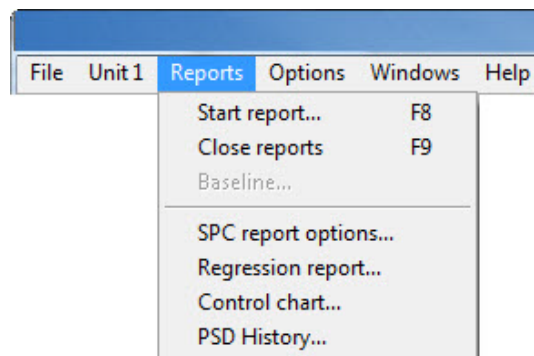 File Unit 1 Reports Options Windows Help
Start report... F8
Close reports F9
Baseline...
SPC report options...
Regression report...
Control chart...
PSD History...